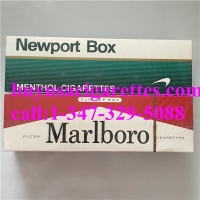 Newport Box
MENTHOL CIGARETTES
call:1-347-329-5088
Marlboro
FILTER CIGARETTES